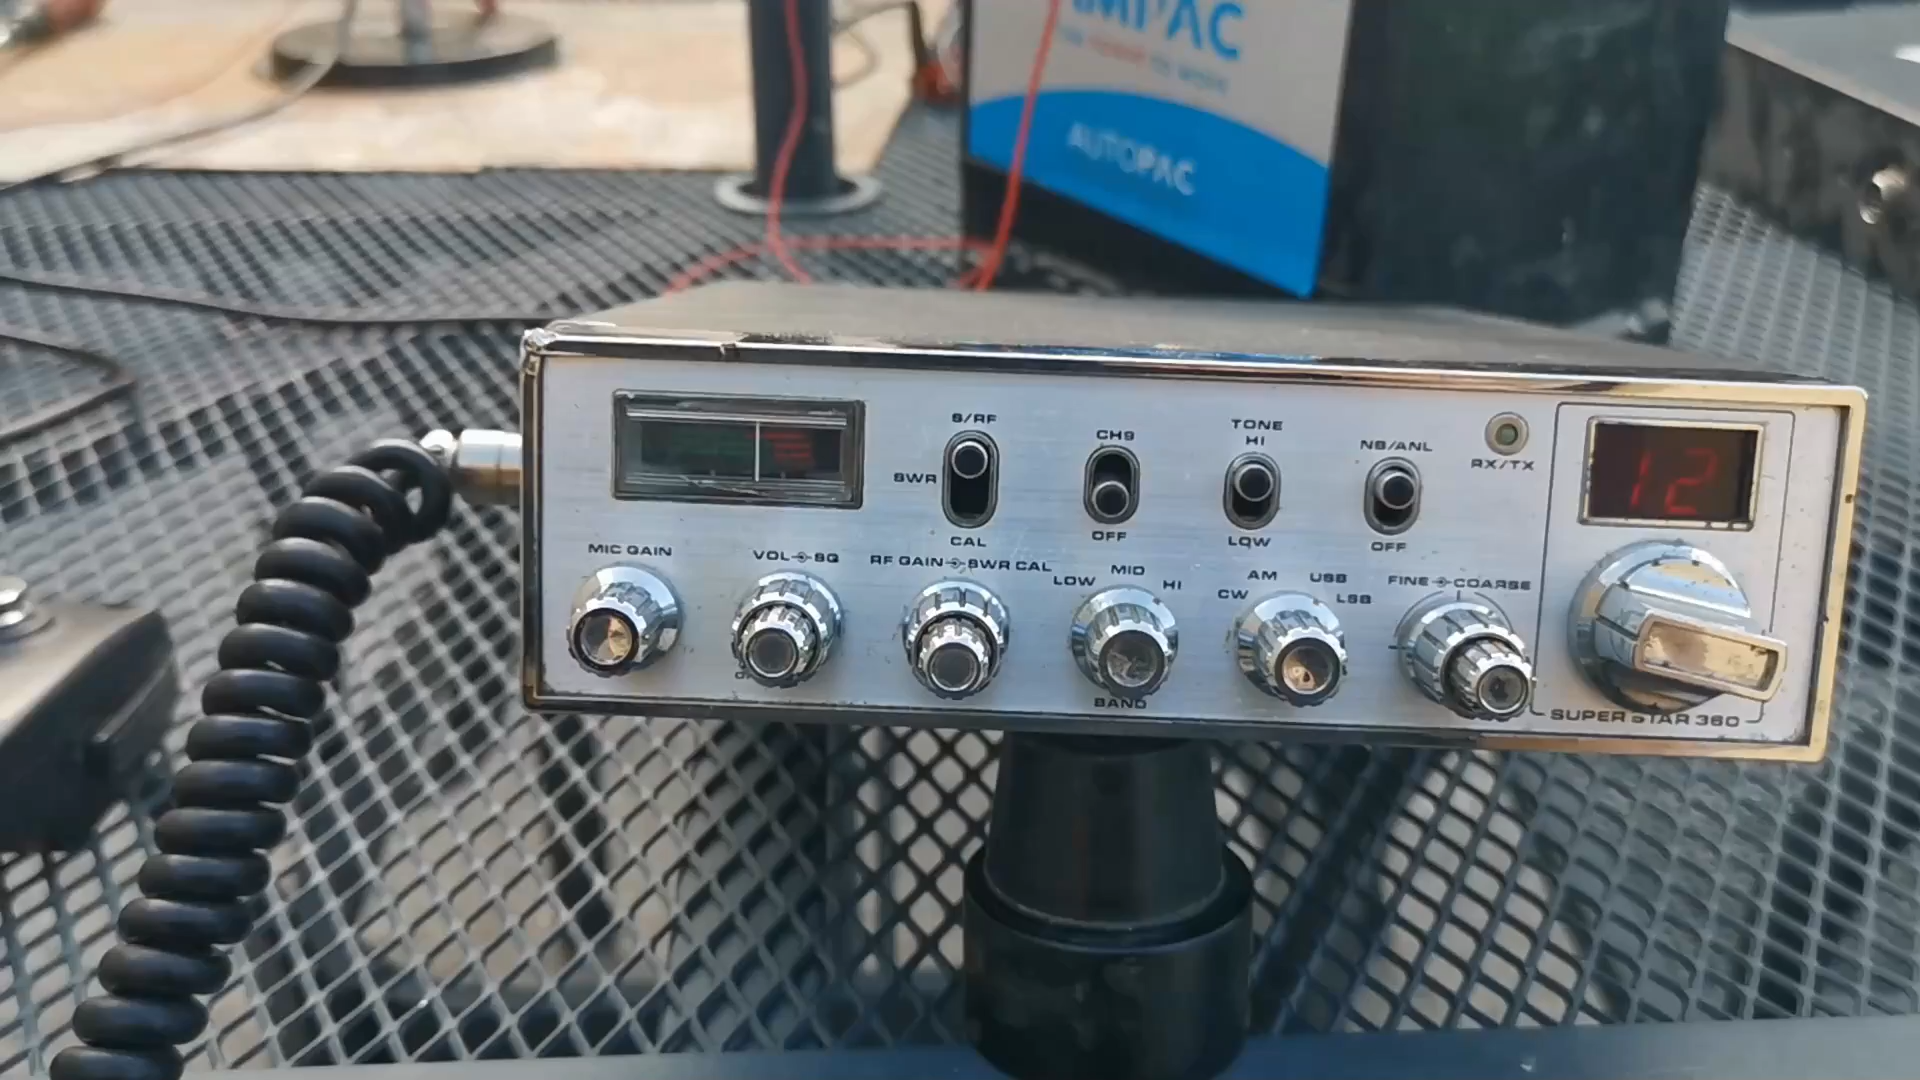 AUTOPAC
S/RF
SWR
CAL
CH9
OFF
TONE
HI
LOW
NB/ANL
OFF
RX/TX
12
MIC GAIN
VOL SQ
RF GAIN SWR CAL
LOW MID HI
BAND
CW AM USB LSB
FINE COARSE
SUPER STAR 360